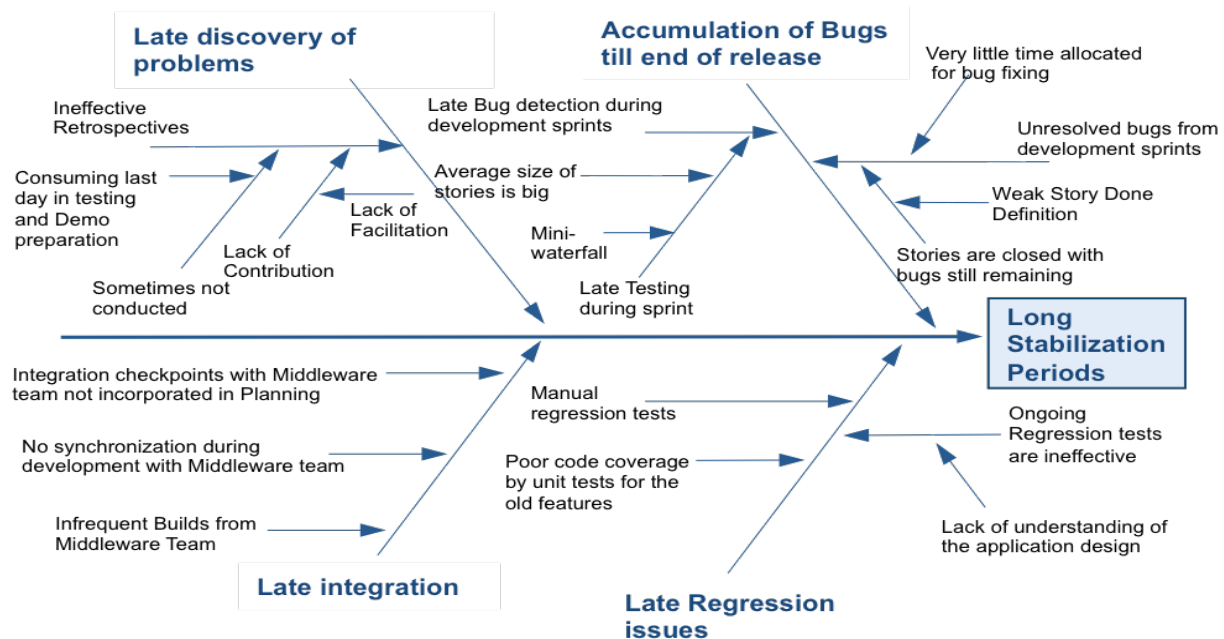 Late discovery of
problems
Accumulation of Bugs
till end of release
Very little time allocated
for bug fixing
Ineffective
Retrospectives
Late Bug detection during
development sprints
Unresolved bugs from
development sprints
Consuming last
day in testing
and Demo
preparation
Average size of
stories is big
Lack of
Facilitation
Weak Story Done
Definition
Mini-
waterfall
Lack of
Contribution
Stories are closed with
bugs still remaining
Sometimes not
conducted
Late Testing
during sprint
Long
Stabilization
Periods
Integration checkpoints with Middleware
team not incorporated in Planning
Manual
regression tests
Ongoing
Regression tests
are ineffective
No synchronization during
development with Middleware team
Poor code coverage
by unit tests for the
old features
Infrequent Builds from
Middleware Team
Lack of understanding of
the application design
Late integration
Late Regression
issues